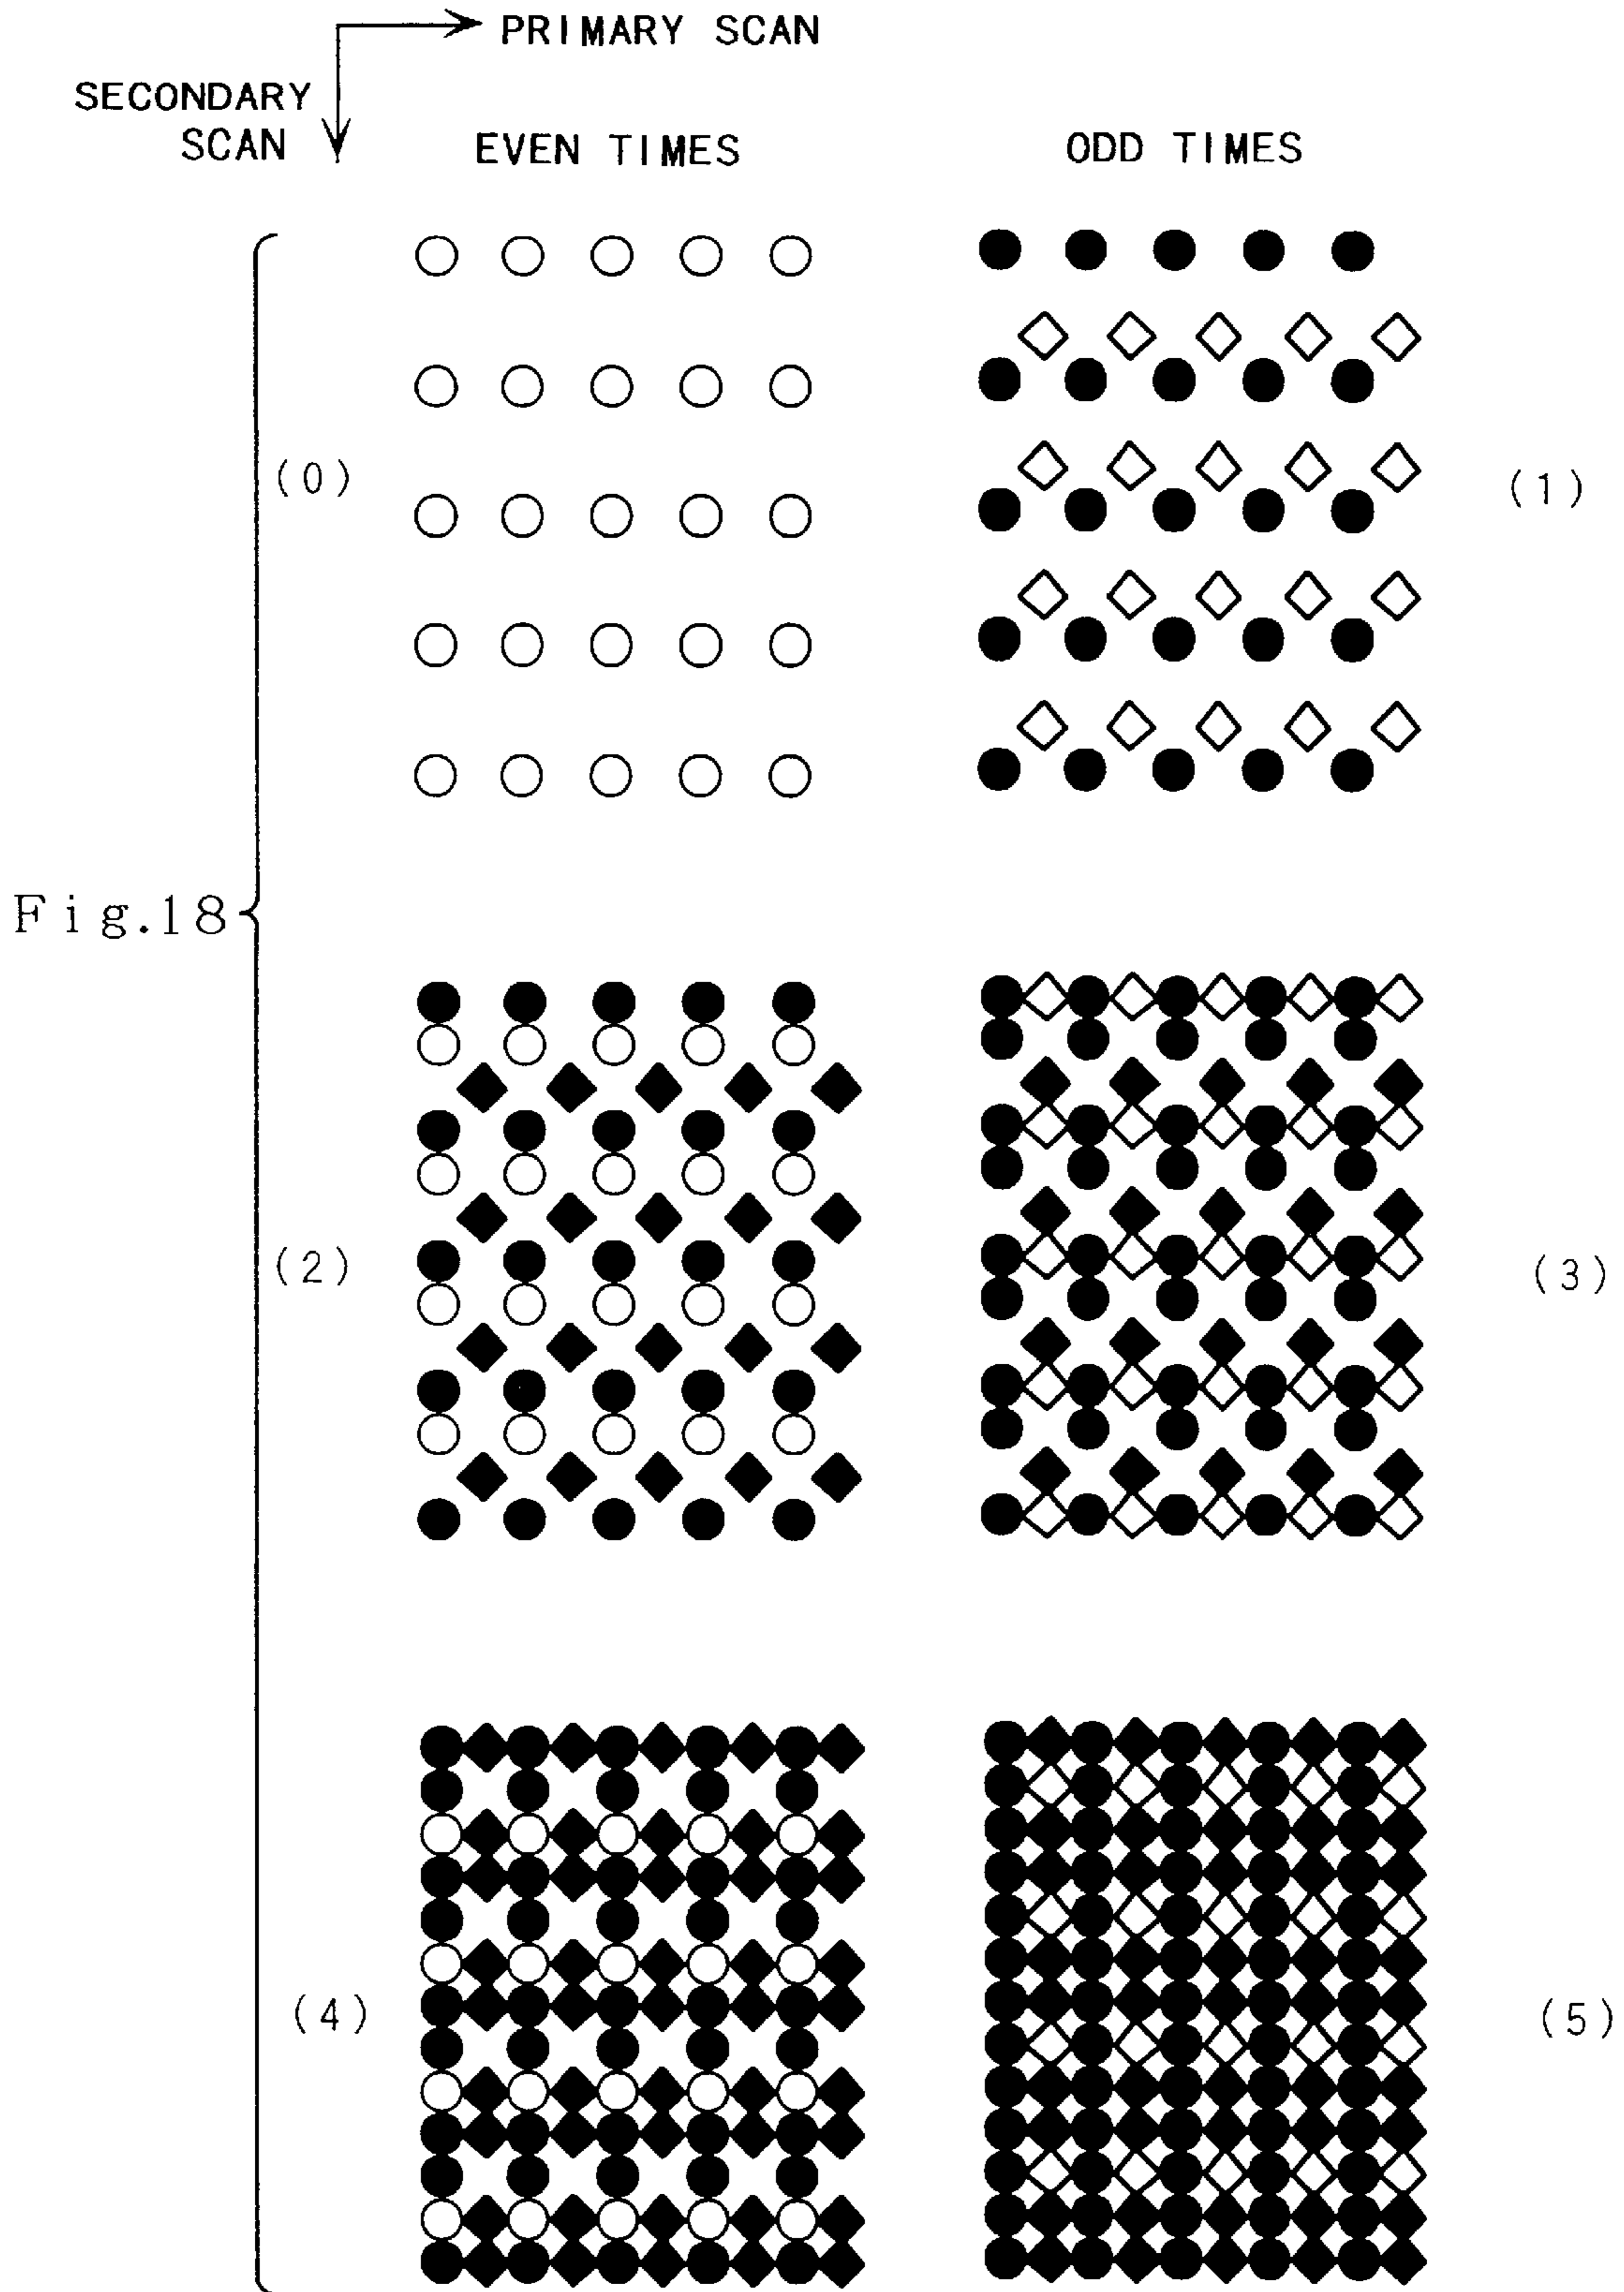 PRIMARY SCAN
SECONDARY
SCAN
EVEN TIMES
ODD TIMES
(0)
(1)
Fig.18
(2)
(3)
(4)
(5)